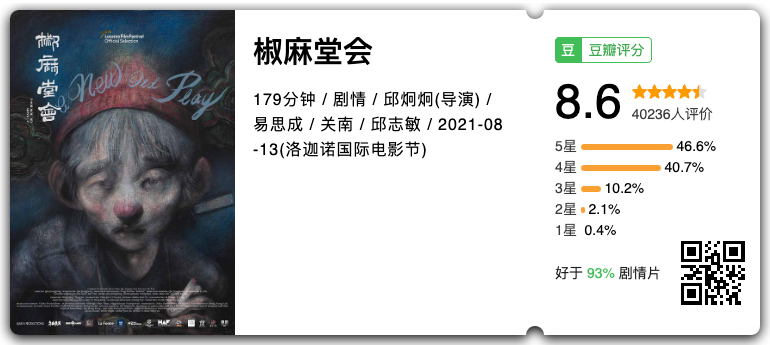 椒麻堂會
Locarno Film Festival
Official Selection
A New Old Play
椒麻堂会
179分钟 / 剧情 / 邱炯炯(导演) /
易思成 / 关南 / 邱志敏 / 2021-08
-13(洛迦诺国际电影节)
豆 豆瓣评分
8.6
40236人评价
5星 46.6%
4星 40.7%
3星 10.2%
2星 2.1%
1星 0.4%
好于 93% 剧情片